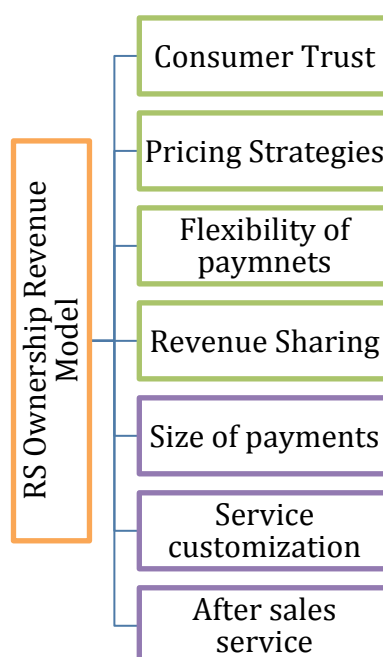 RS Ownership Revenue
Model
Consumer Trust
Pricing Strategies
Flexibility of
paymnets
Revenue Sharing
Size of payments
Service
customization
After sales
service